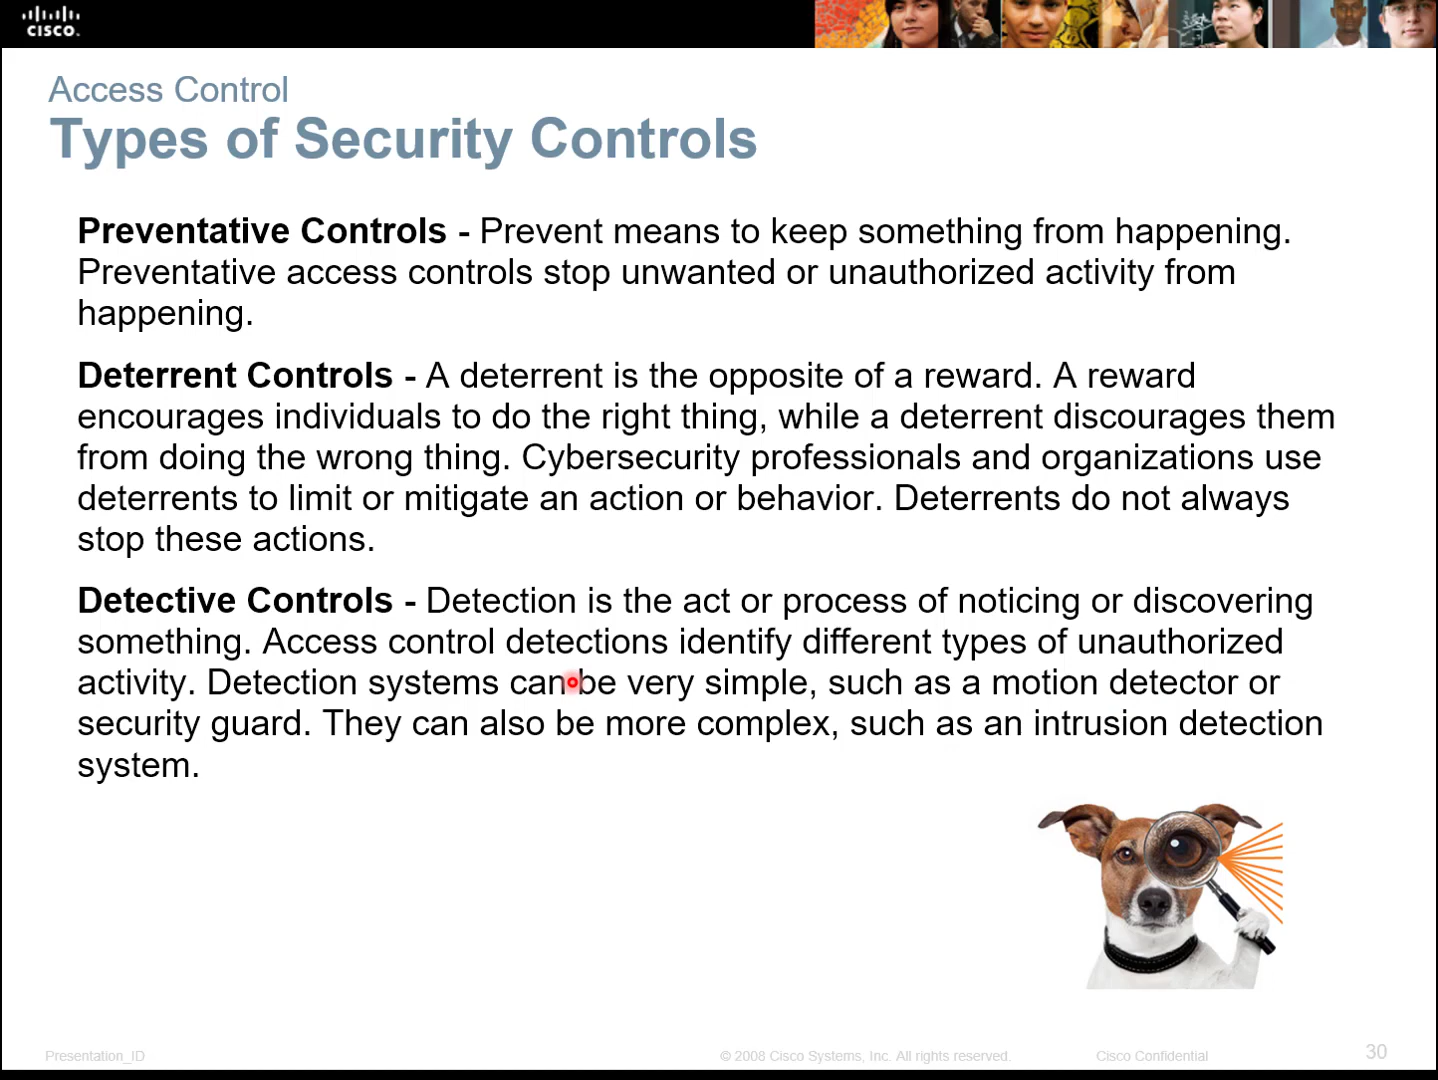 CISCO.
Access Control
Types of Security Controls
Preventative Controls - Prevent means to keep something from happening.
Preventative access controls stop unwanted or unauthorized activity from
happening.
Deterrent Controls - A deterrent is the opposite of a reward. A reward
encourages individuals to do the right thing, while a deterrent discourages them
from doing the wrong thing. Cybersecurity professionals and organizations use
deterrents to limit or mitigate an action or behavior. Deterrents do not always
stop these actions.
Detective Controls - Detection is the act or process of noticing or discovering
something. Access control detections identify different types of unauthorized
activity. Detection systems can be very simple, such as a motion detector or
security guard. They can also be more complex, such as an intrusion detection
system.
Presentation_ID
© 2008 Cisco Systems, Inc. All rights reserved.
Cisco Confidential
30